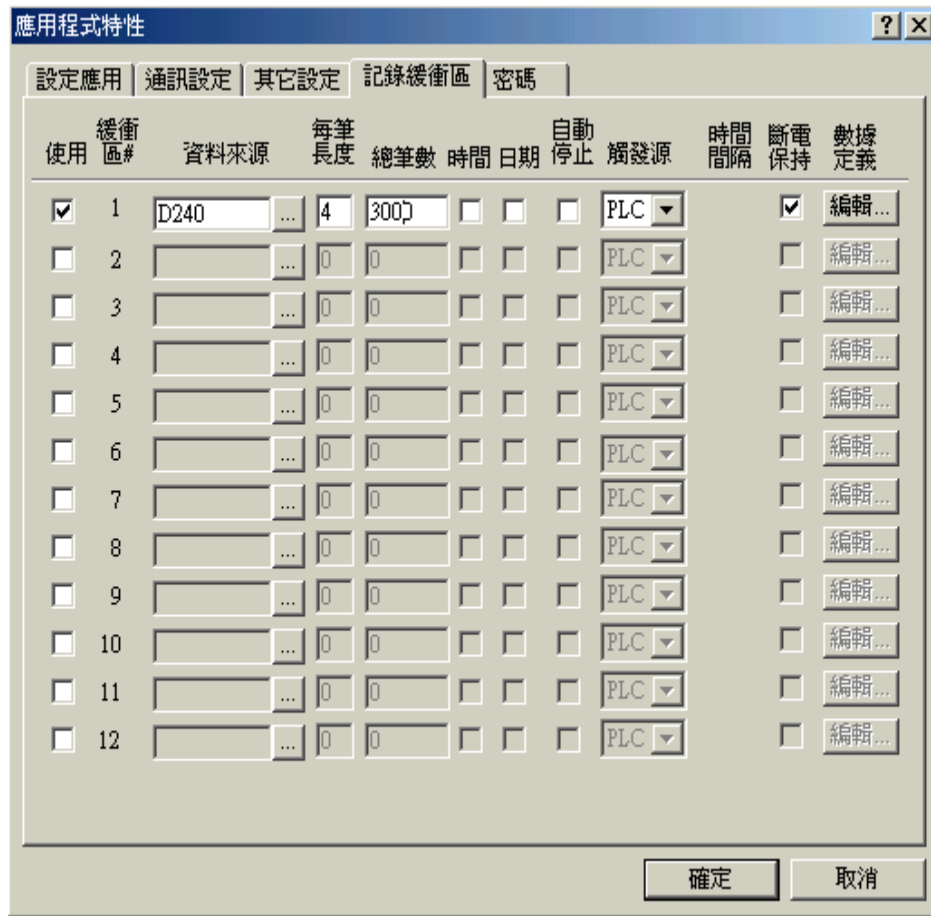 應用程式特性
設定應用 通訊設定 其它設定 記錄緩衝區 密碼
使用 緩衝區# 資料來源 每筆長度 總筆數 時間 日期 自動停止 觸發源 時間間隔 斷電保持 數據定義
1 D240 ... 4 3000 PLC 編輯...
2 ... 0 0 PLC 編輯...
3 ... 0 0 PLC 編輯...
4 ... 0 0 PLC 編輯...
5 ... 0 0 PLC 編輯...
6 ... 0 0 PLC 編輯...
7 ... 0 0 PLC 編輯...
8 ... 0 0 PLC 編輯...
9 ... 0 0 PLC 編輯...
10 ... 0 0 PLC 編輯...
11 ... 0 0 PLC 編輯...
12 ... 0 0 PLC 編輯...
確定 取消